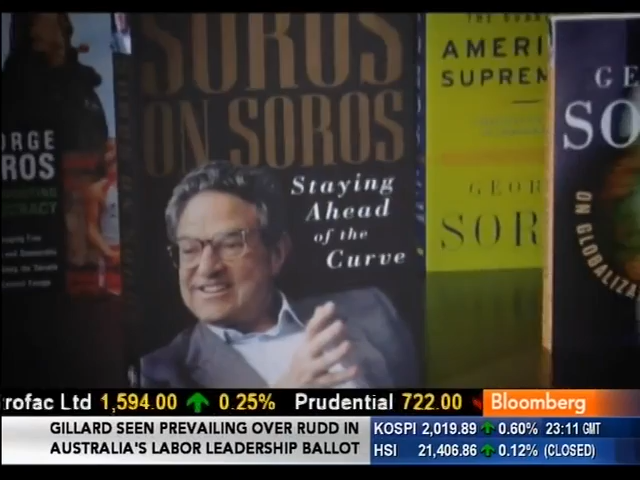 SOROS
ON SOROS
Staying
Ahead
of the
Curve
ORGE
ROS
AMERI
SUPREM
GEOR
SOR
GE
SO
ON GLOBALIZA
rofac Ltd 1,594.00 0.25% Prudential 722.00
Bloomberg
GILLARD SEEN PREVAILING OVER RUDD IN
AUSTRALIA'S LABOR LEADERSHIP BALLOT
KOSPI 2,019.89 0.60% 23:11 GMT
HSI 21,406.86 0.12% (CLOSED)